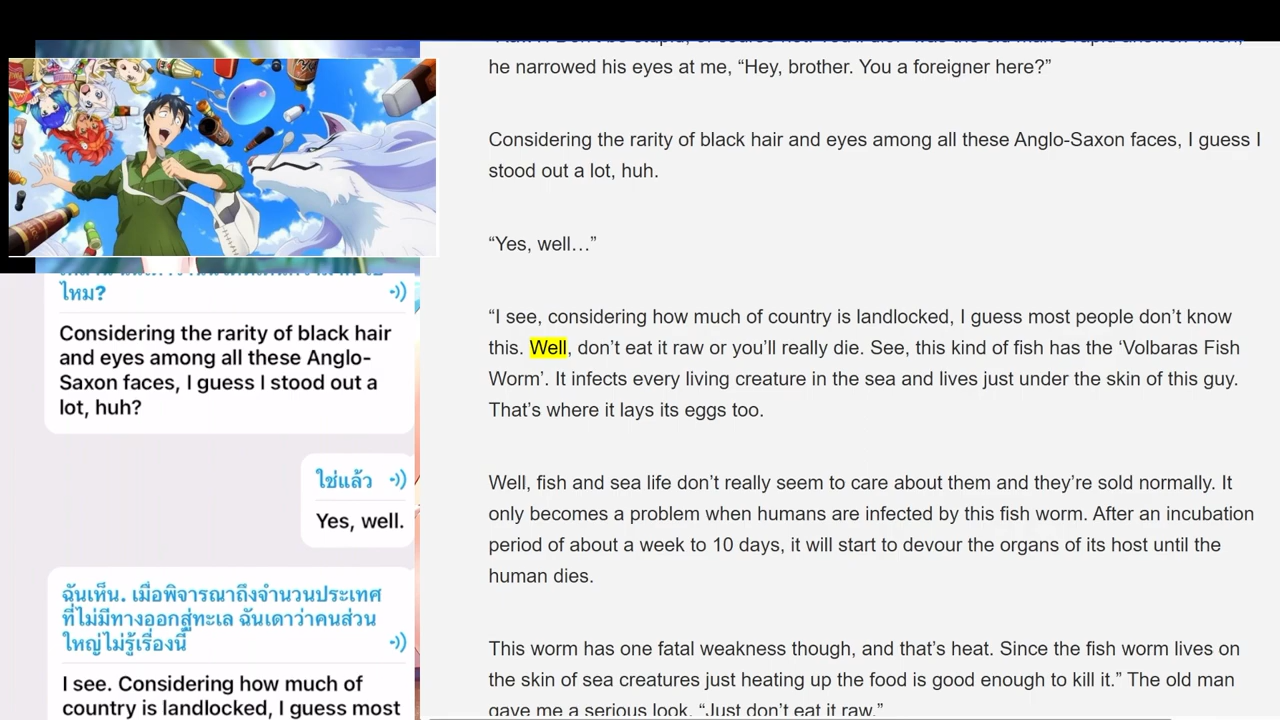 he narrowed his eyes at me, “Hey, brother. You a foreigner here?”
Considering the rarity of black hair and eyes among all these Anglo-Saxon faces, I guess I
stood out a lot, huh.
“Yes, well…”
“I see, considering how much of country is landlocked, I guess most people don’t know
this. Well, don’t eat it raw or you’ll really die. See, this kind of fish has the ‘Volbaras Fish
Worm’. It infects every living creature in the sea and lives just under the skin of this guy.
That’s where it lays its eggs too.
Well, fish and sea life don’t really seem to care about them and they’re sold normally. It
only becomes a problem when humans are infected by this fish worm. After an incubation
period of about a week to 10 days, it will start to devour the organs of its host until the
human dies.
This worm has one fatal weakness though, and that’s heat. Since the fish worm lives on
the skin of sea creatures just heating up the food is good enough to kill it.” The old man
gave me a serious look. “Just don’t eat it raw.”
ไหม?
Considering the rarity of black hair
and eyes among all these Anglo-
Saxon faces, I guess I stood out a
lot, huh?
ใช่แล้ว
Yes, well.
ฉันเห็น. เมื่อพิจารณาถึงจำนวนประเทศ
ที่ไม่มีทางออกสู่ทะเล ฉันเดาว่าคนส่วน
ใหญ่ไม่รู้เรื่องนี้
I see. Considering how much of
country is landlocked, I guess most